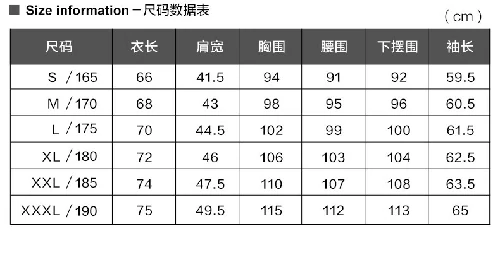 ■ Size information－尺码数据表
（cm）
尺码 衣长 肩宽 胸围 腰围 下摆围 袖长
S /165 66 41.5 94 91 92 59.5
M /170 68 43 98 95 96 60.5
L /175 70 44.5 102 99 100 61.5
XL /180 72 46 106 103 104 62.5
XXL /185 74 47.5 110 107 108 63.5
XXXL /190 75 49.5 115 112 113 65